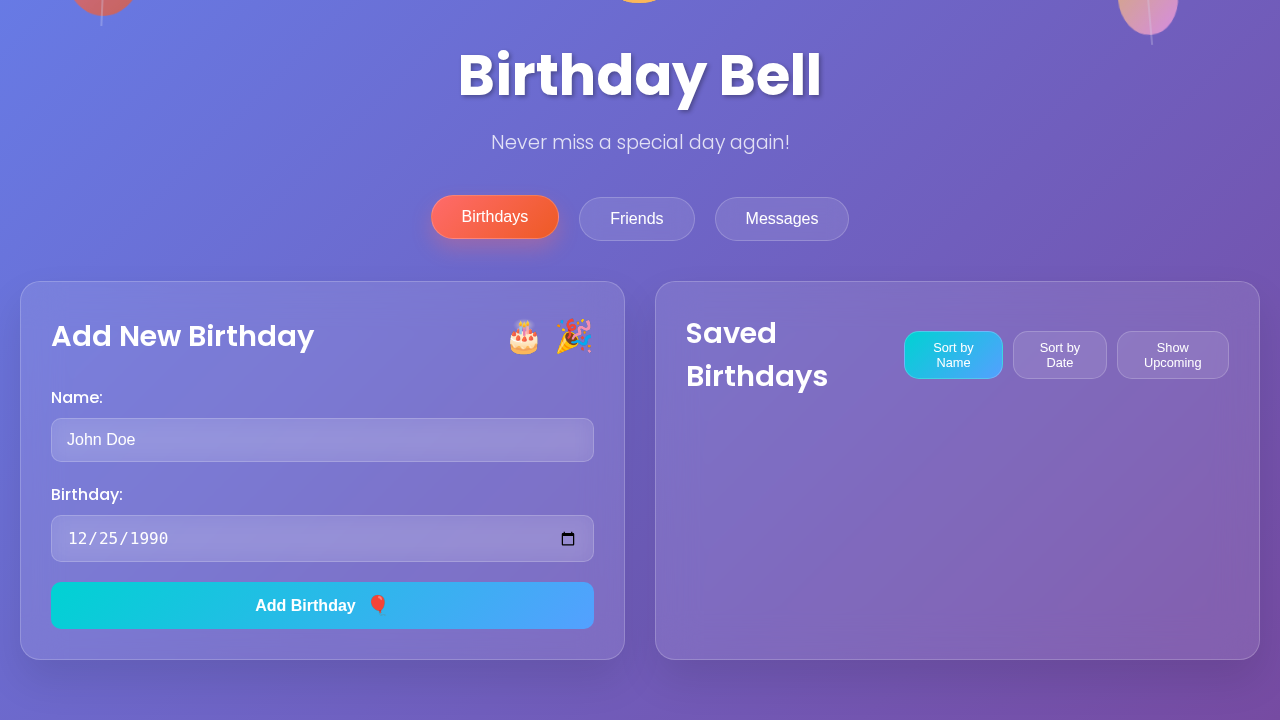 Birthday Bell
Never miss a special day again!
Birthdays
Friends
Messages
Add New Birthday
Name:
John Doe
Birthday:
12/25/1990
Add Birthday
Saved
Birthdays
Sort by
Name
Sort by
Date
Show
Upcoming